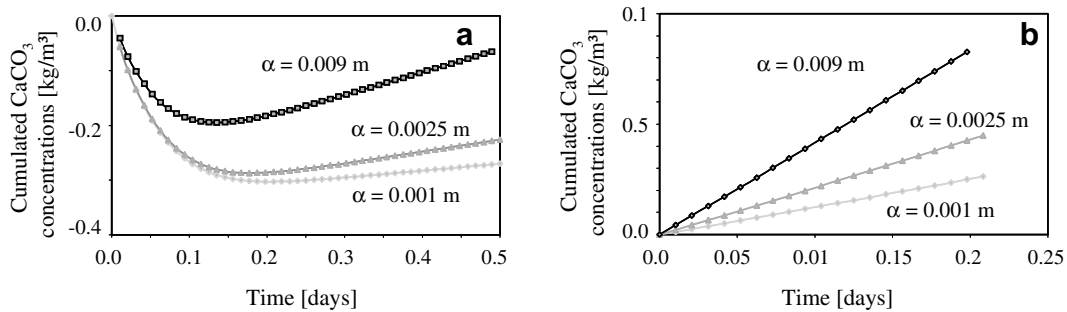 Cumulated CaCO3
concentrations [kg/m³]
0.0
-0.2
-0.4
a
α = 0.009 m
α = 0.0025 m
α = 0.001 m
0.0 0.1 0.2 0.3 0.4 0.5
Time [days]
Cumulated CaCO3
concentrations [kg/m³]
0.1
0.5
0.0
b
α = 0.009 m
α = 0.0025 m
α = 0.001 m
0.0 0.05 0.01 0.15 0.2 0.25
Time [days]